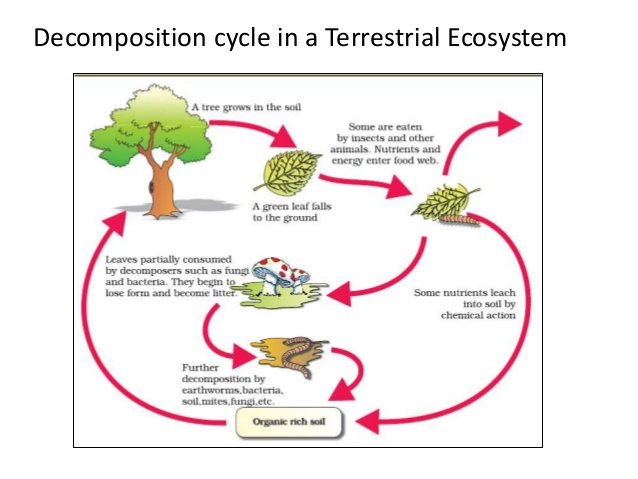 Decomposition cycle in a Terrestrial Ecosystem
A tree grows in the soil
Some are eaten
by insects and other
animals. Nutrients and
energy enter food web.
A green leaf falls
to the ground
Leaves partially consumed
by decomposers such as fungi
and bacteria. They begin to
lose form and become litter.
Some nutrients leach
into soil by
chemical action
Further
decomposition by
earthworms,bacteria,
soil,mites,fungi,etc.
Organic rich soil